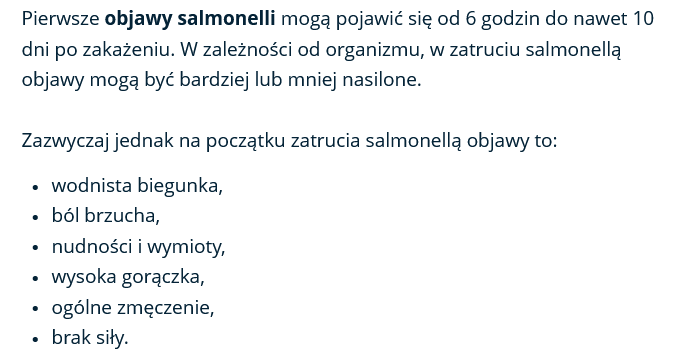 Pierwsze objawy salmonelli mogą pojawić się od 6 godzin do nawet 10
dni po zakażeniu. W zależności od organizmu, w zatruciu salmonellą
objawy mogą być bardziej lub mniej nasilone.
Zazwyczaj jednak na początku zatrucia salmonellą objawy to:
• wodnista biegunka,
• ból brzucha,
• nudności i wymioty,
• wysoka gorączka,
• ogólne zmęczenie,
• brak siły.